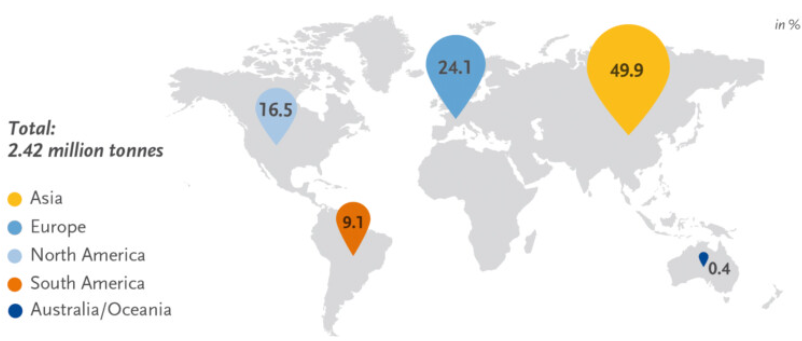 in %
24.1
49.9
16.5
Total:
2.42 million tonnes
Asia
Europe
North America
9.1
South America
0.4
Australia/Oceania